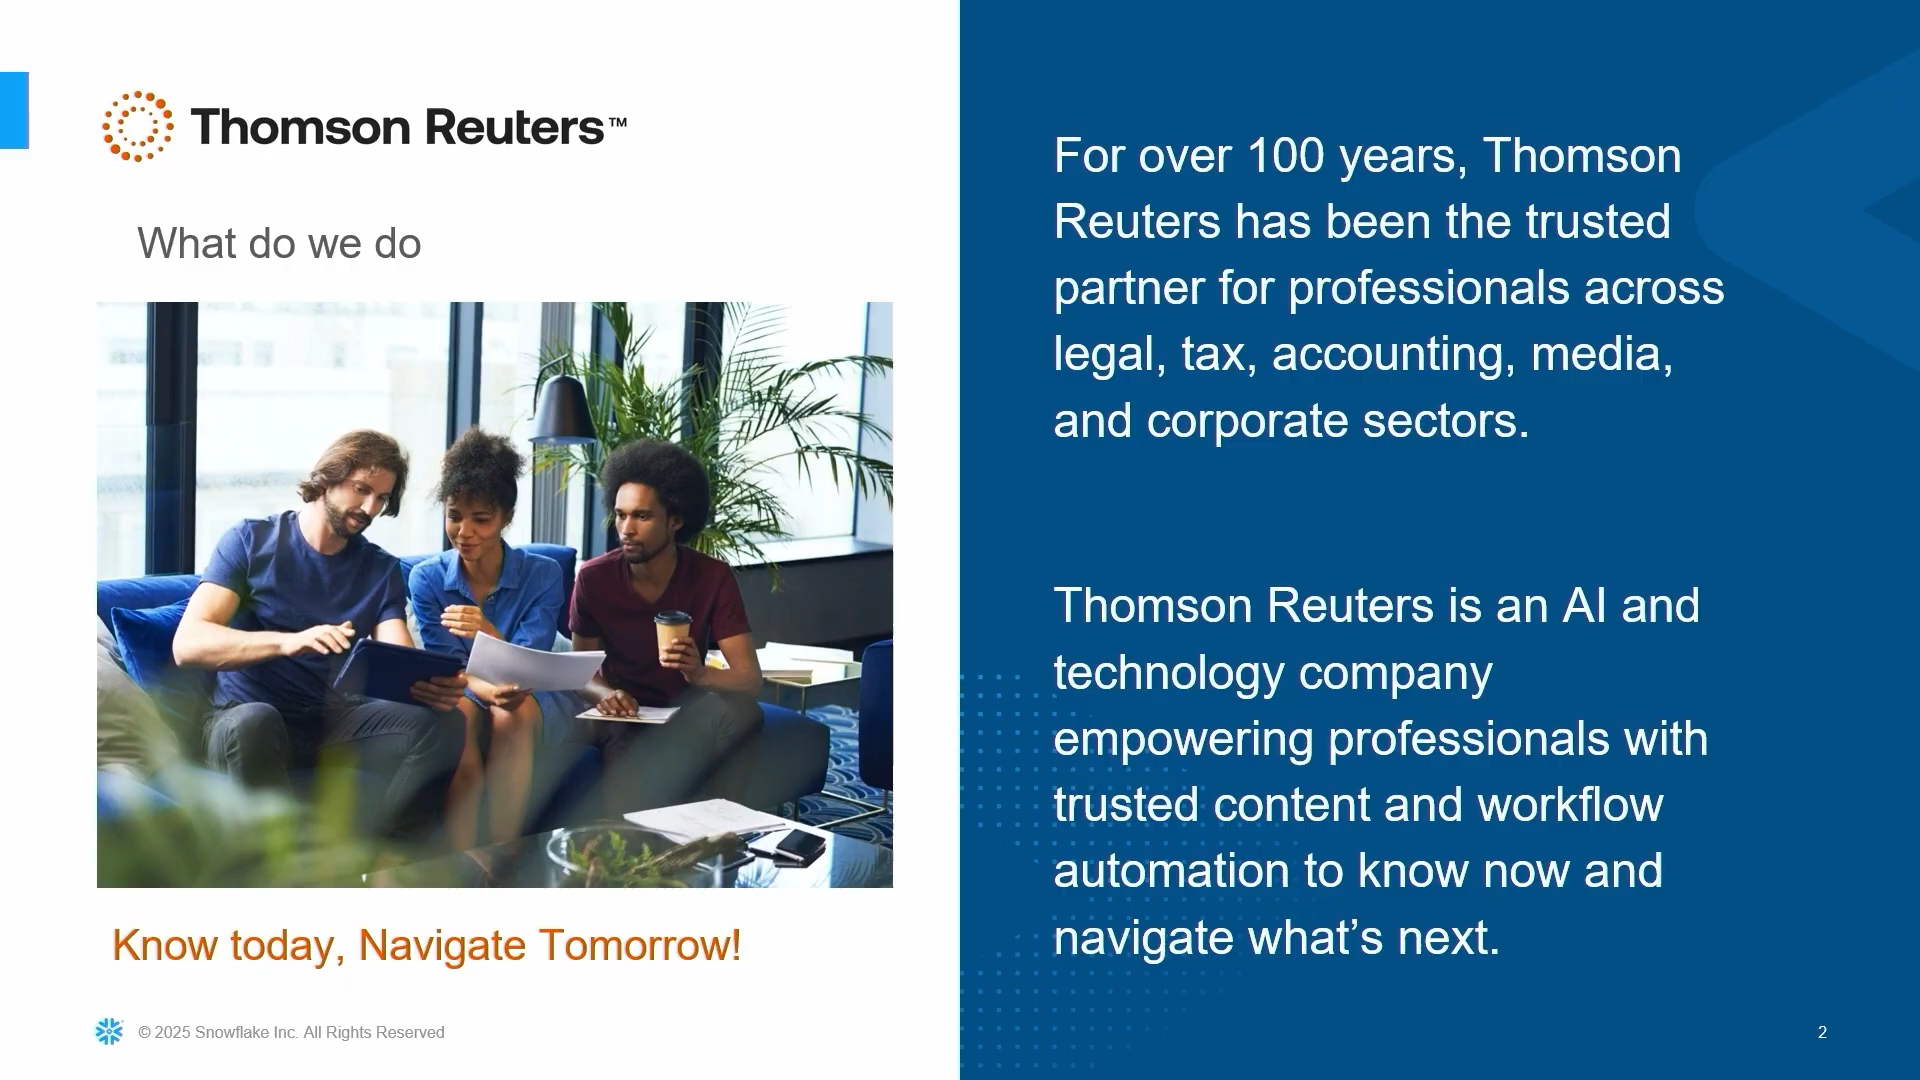 Thomson Reuters™
What do we do
Know today, Navigate Tomorrow!
© 2025 Snowflake Inc. All Rights Reserved
For over 100 years, Thomson
Reuters has been the trusted
partner for professionals across
legal, tax, accounting, media,
and corporate sectors.
Thomson Reuters is an AI and
technology company
empowering professionals with
trusted content and workflow
automation to know now and
navigate what’s next.
2